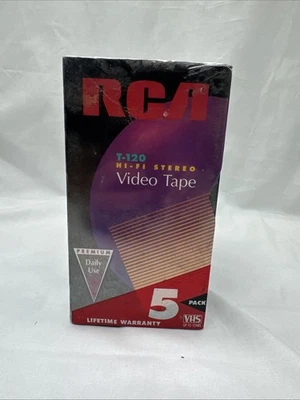 RCA
T-120
HI-FI STEREO
Video Tape
PREMIUM
Daily
Use
5
PACK
LIFETIME WARRANTY
VHS